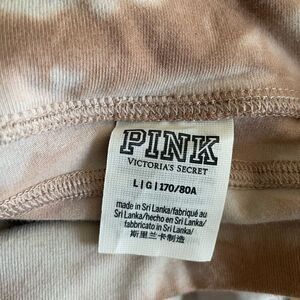 PINK
VICTORIA'S SECRET
L | G | 170/80A
made in Sri Lanka/fabriqué au
Sri Lanka/hecho en Sri Lanka/
fabbricato in Sri Lanka/
斯里兰卡制造